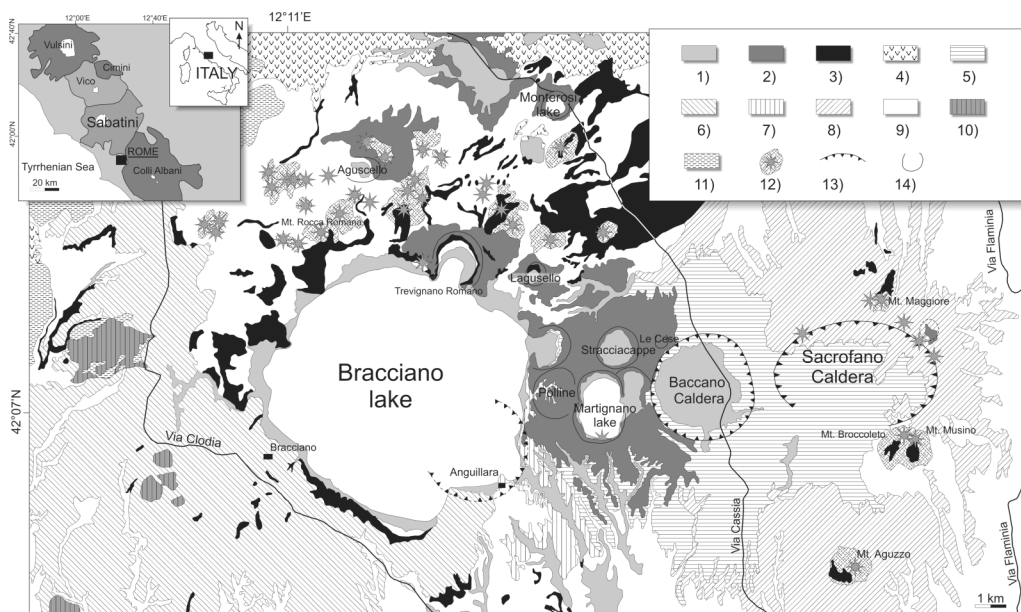 12°00'E
12°40'E
42°40'N
42°00'N
Vulsini
Cimini
Vico
Sabatini
ROME
Tyrrhenian Sea
Colli Albani
20 km
N
ITALY
12°11'E
42°07'N
1)
2)
3)
4)
5)
6)
7)
8)
9)
10)
11)
12)
13)
14)
Monterosi
lake
Aguscello
Mt. Rocca Romana
Trevignano Romano
Lagusello
Via Flaminia
Mt. Maggiore
Le Cese
Stracciacappe
Bracciano
lake
Baccano
Caldera
Sacrofano
Caldera
Polline
Martignano
lake
Via Clodia
Bracciano
Anguillara
Mt. Broccoleto
Mt. Musino
Via Cassia
Mt. Aguzzo
Via Flaminia
1 km